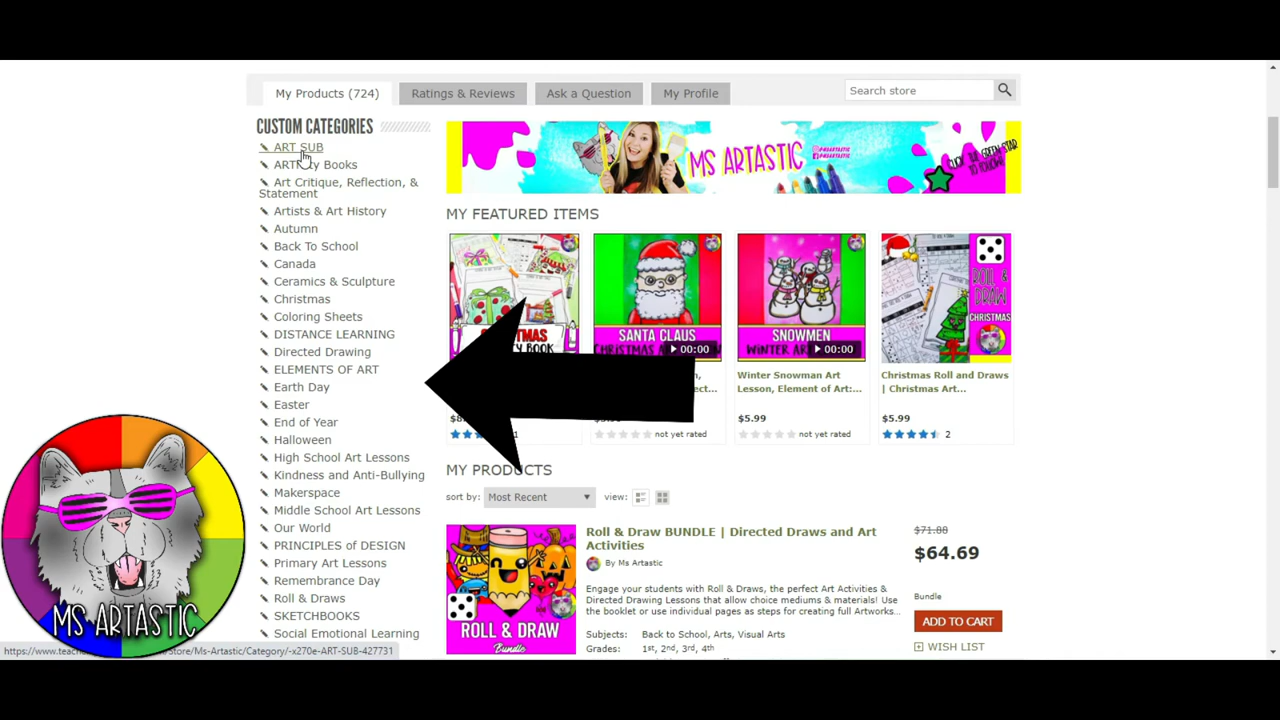 My Products (724)
Ratings & Reviews
Ask a Question
My Profile
Search store
CUSTOM CATEGORIES
ART SUB
Art Critique, Reflection, &
Statement
Artists & Art History
Autumn
Back To School
Canada
Ceramics & Sculpture
Christmas
Coloring Sheets
DISTANCE LEARNING
Directed Drawing
ELEMENTS OF ART
Earth Day
Easter
End of Year
Halloween
High School Art Lessons
Kindness and Anti-Bullying
Makerspace
Middle School Art Lessons
Our World
PRINCIPLES of DESIGN
Primary Art Lessons
Remembrance Day
Roll & Draws
SKETCHBOOKS
Social Emotional Learning
MS ARTASTIC
CLICK THE GREEN STAR
TO FOLLOW
MY FEATURED ITEMS
SANTA CLAUS
00:00
SNOWMEN
00:00
ROLL &
DRAW
CHRISTMAS
Winter Snowman Art
Lesson, Element of Art:...
$5.99
not yet rated
not yet rated
Christmas Roll and Draws
| Christmas Art...
$5.99
2
MY PRODUCTS
sort by: Most Recent view:
ROLL & DRAW
Bundle
Roll & Draw BUNDLE | Directed Draws and Art
Activities
By Ms Artastic
Engage your students with Roll & Draws, the perfect Art Activities &
Directed Drawing Lessons that allow choice mediums & materials! Use
the booklet or use individual pages as steps for creating full Artworks...
Subjects: Back to School, Arts, Visual Arts
Grades: 1st, 2nd, 3rd, 4th
$71.88
$64.69
Bundle
ADD TO CART
WISH LIST
MS ARTASTIC